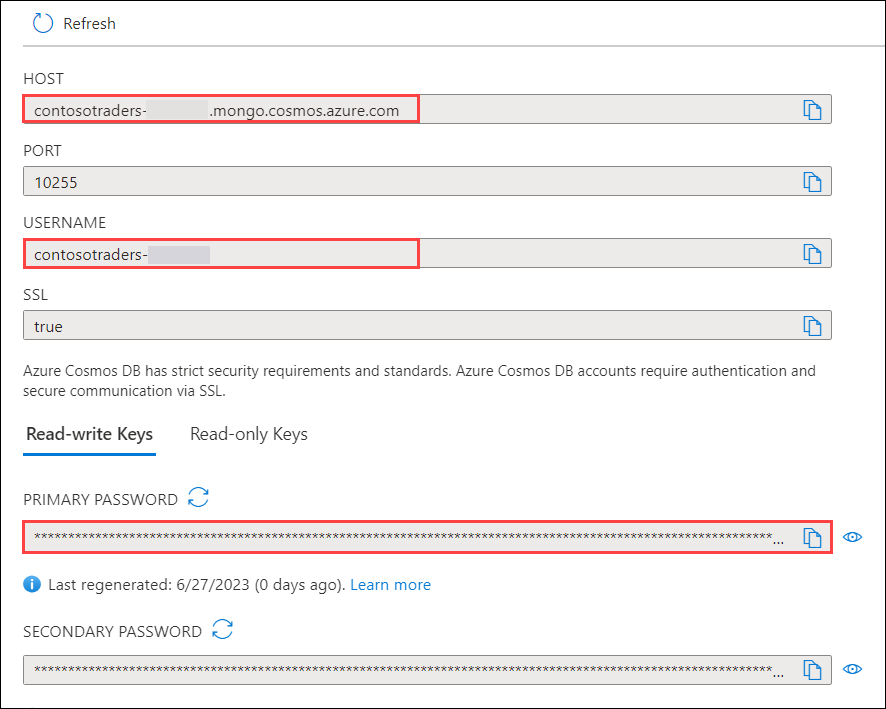 Refresh
HOST
contosotraders- .mongo.cosmos.azure.com
PORT
10255
USERNAME
contosotraders-
SSL
true
Azure Cosmos DB has strict security requirements and standards. Azure Cosmos DB accounts require authentication and
secure communication via SSL.
Read-write Keys Read-only Keys
PRIMARY PASSWORD
****************************************************************************************************************...
Last regenerated: 6/27/2023 (0 days ago). Learn more
SECONDARY PASSWORD
****************************************************************************************************************...